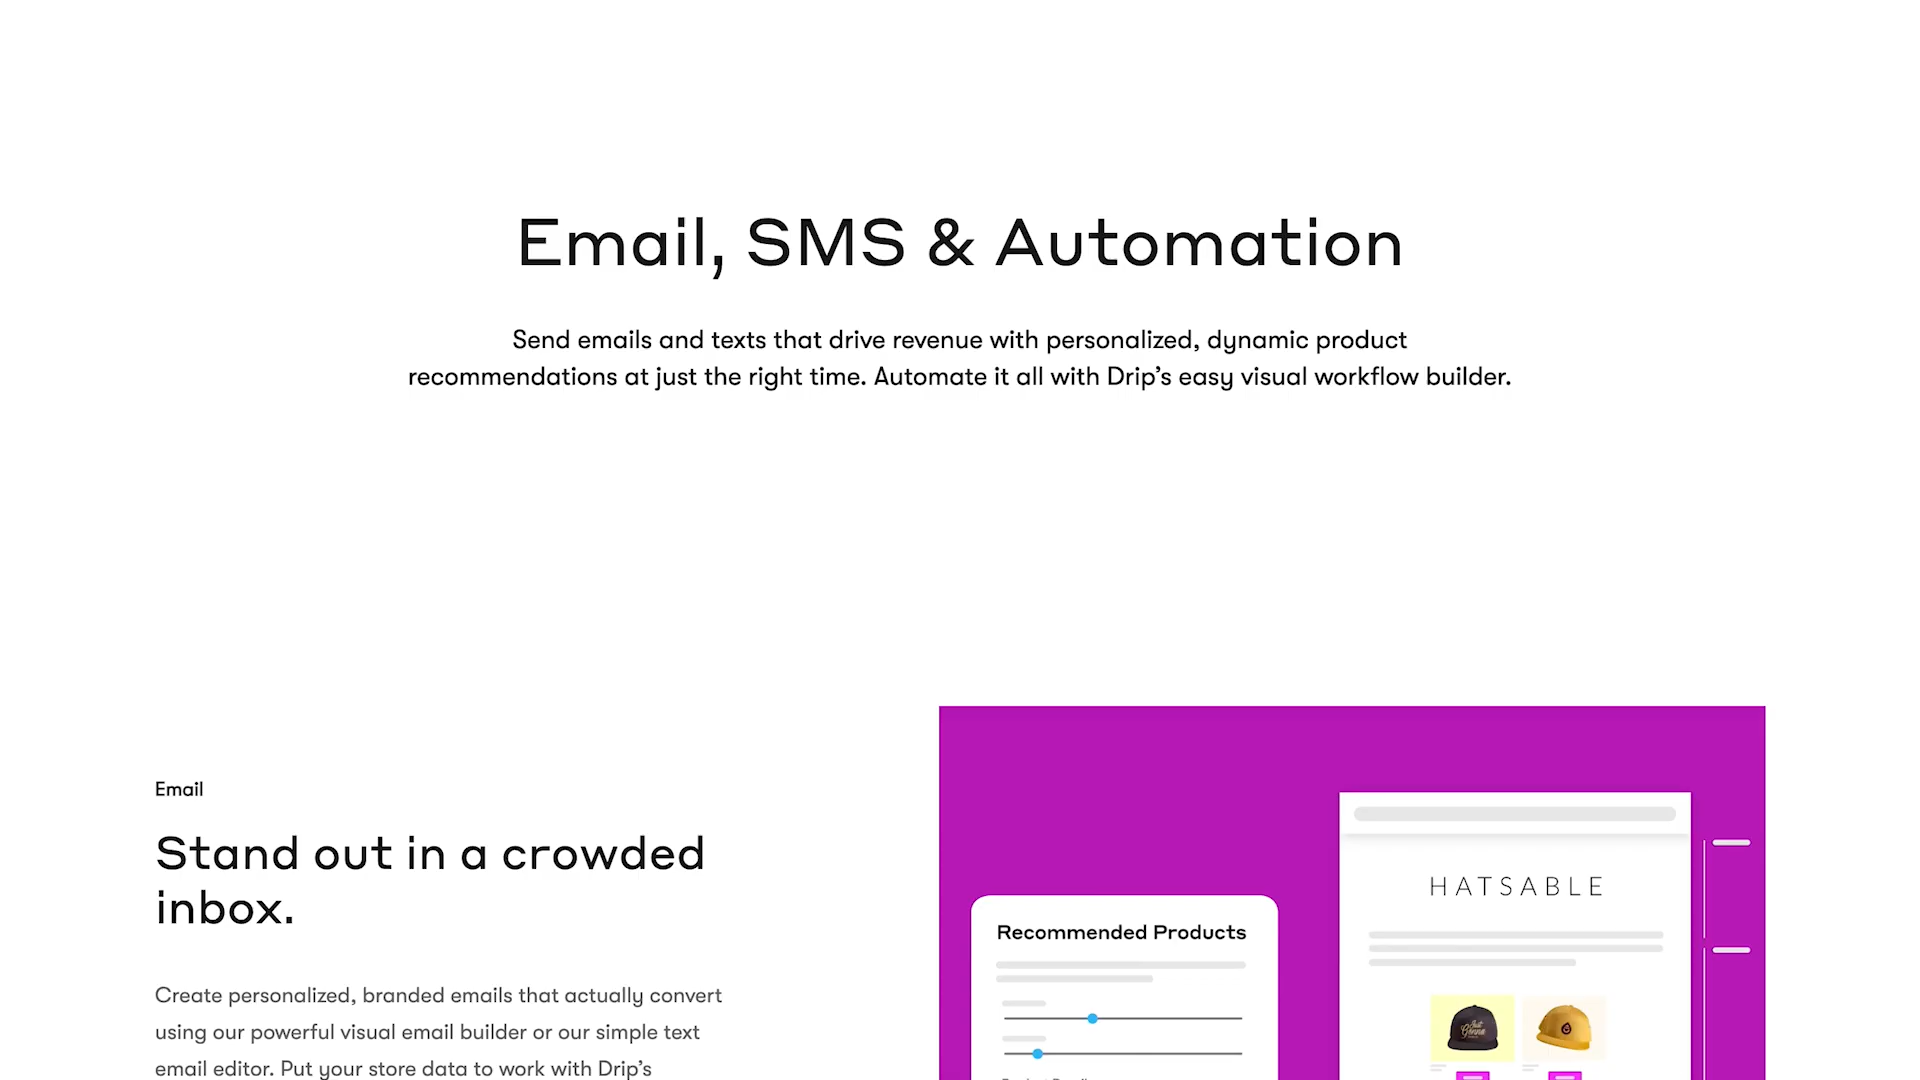 Email, SMS & Automation
Send emails and texts that drive revenue with personalized, dynamic product
recommendations at just the right time. Automate it all with Drip’s easy visual workflow builder.
Email
Stand out in a crowded
inbox.
Create personalized, branded emails that actually convert
using our powerful visual email builder or our simple text
email editor. Put your store data to work with Drip’s
HATSABLE
Recommended Products